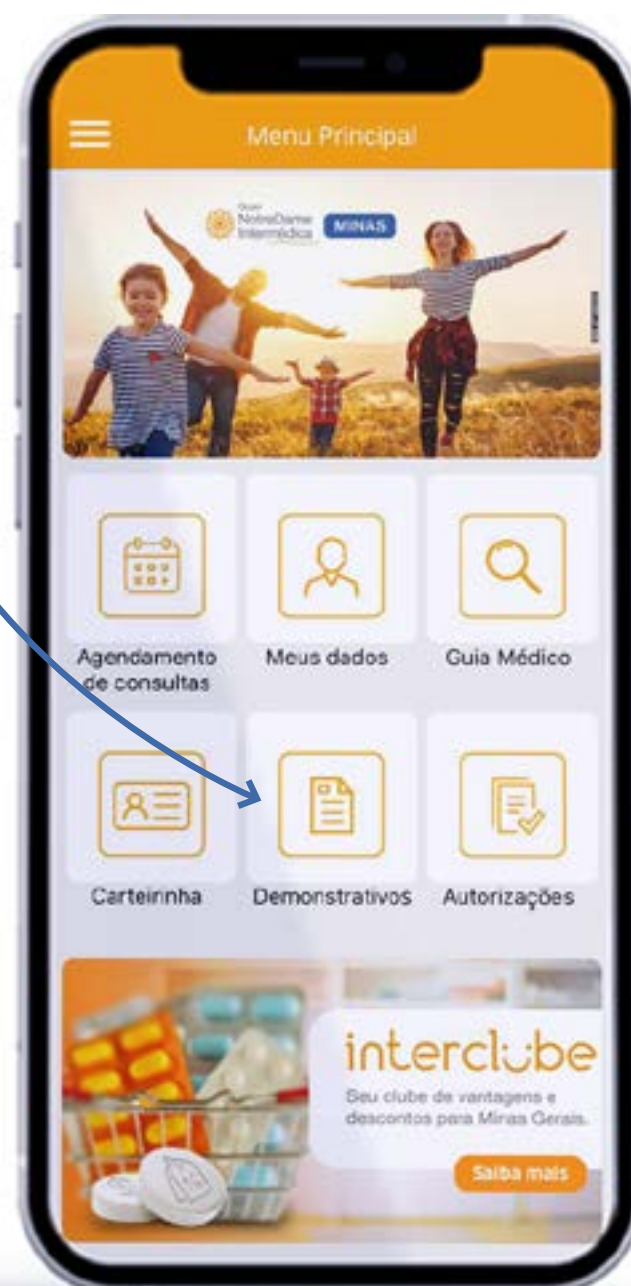 Menu Principal
Grupo
NotreDame
Intermédica
MINAS
Agendamento
de consultas
Meus dados
Guia Médico
Carteirinha
Demonstrativos
Autorizações
interclube
Seu clube de vantagens e
descontos para Minas Gerais.
Saiba mais